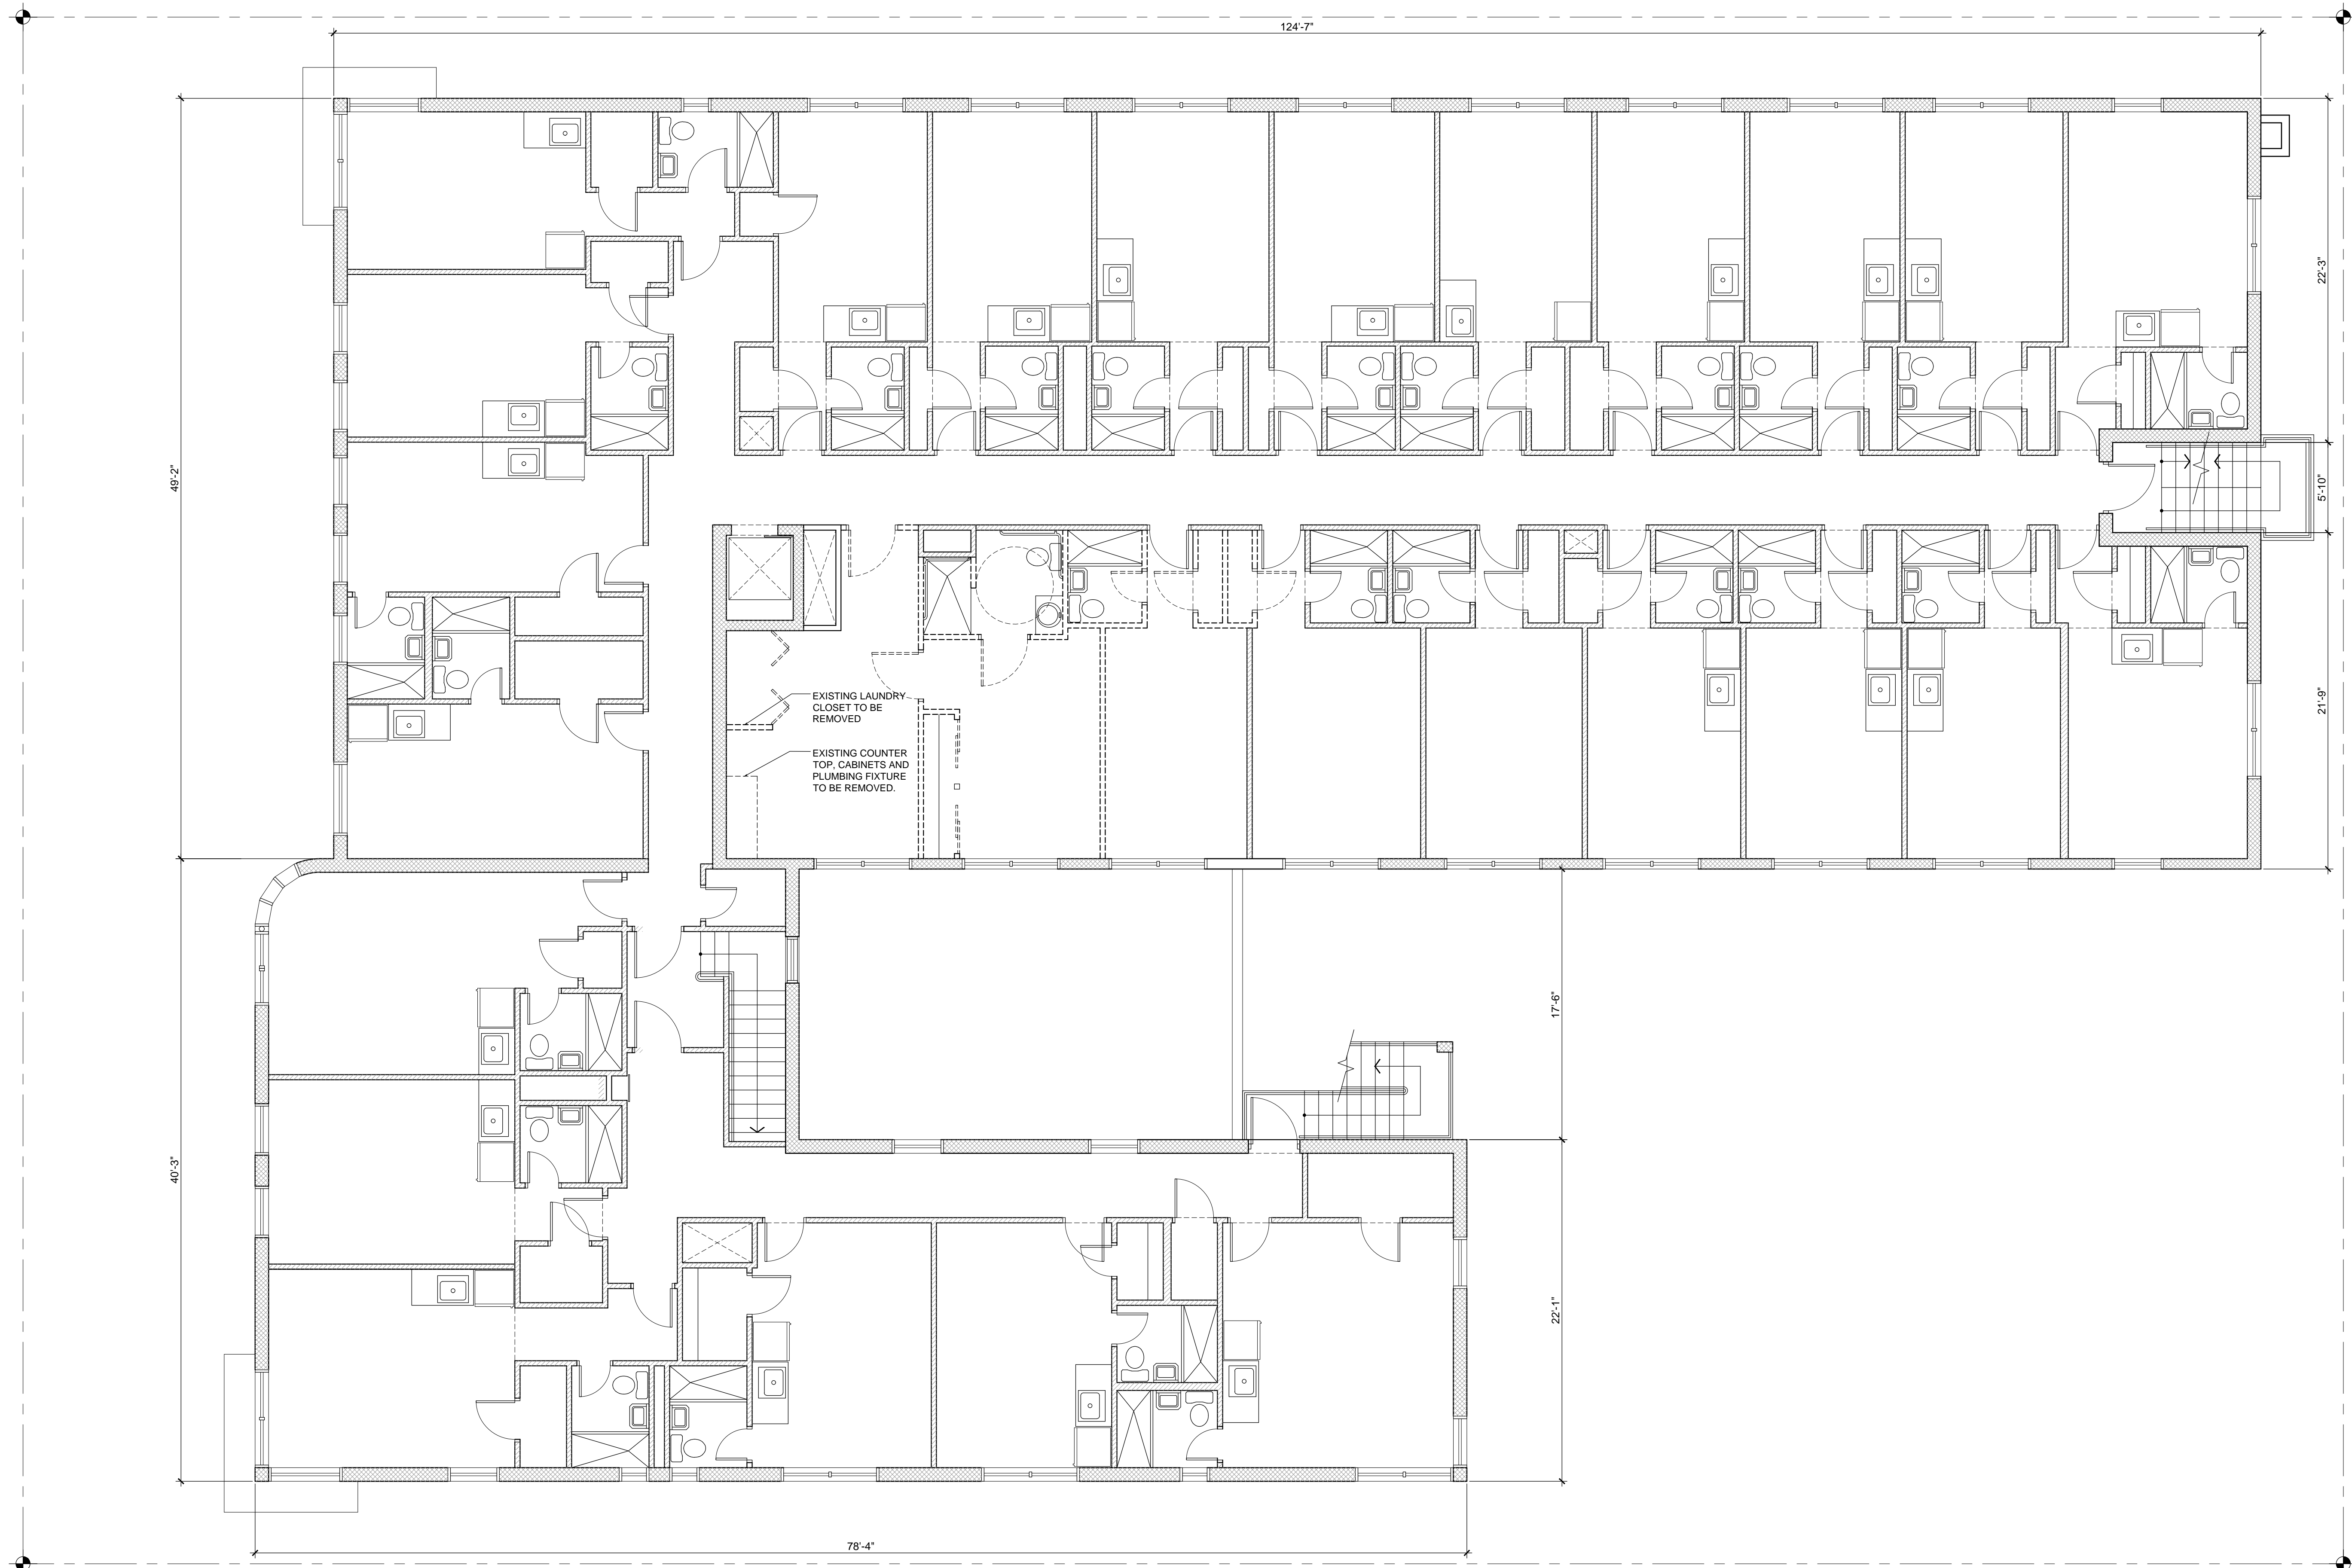 124'-7"
22'-3"
49'-2"
5'-10"
EXISTING LAUNDRY
CLOSET TO BE
REMOVED
21'-9"
EXISTING COUNTER
TOP, CABINETS AND
PLUMBING FIXTURE
TO BE REMOVED.
17'-6"
40'-3"
22'-1"
78'-4"